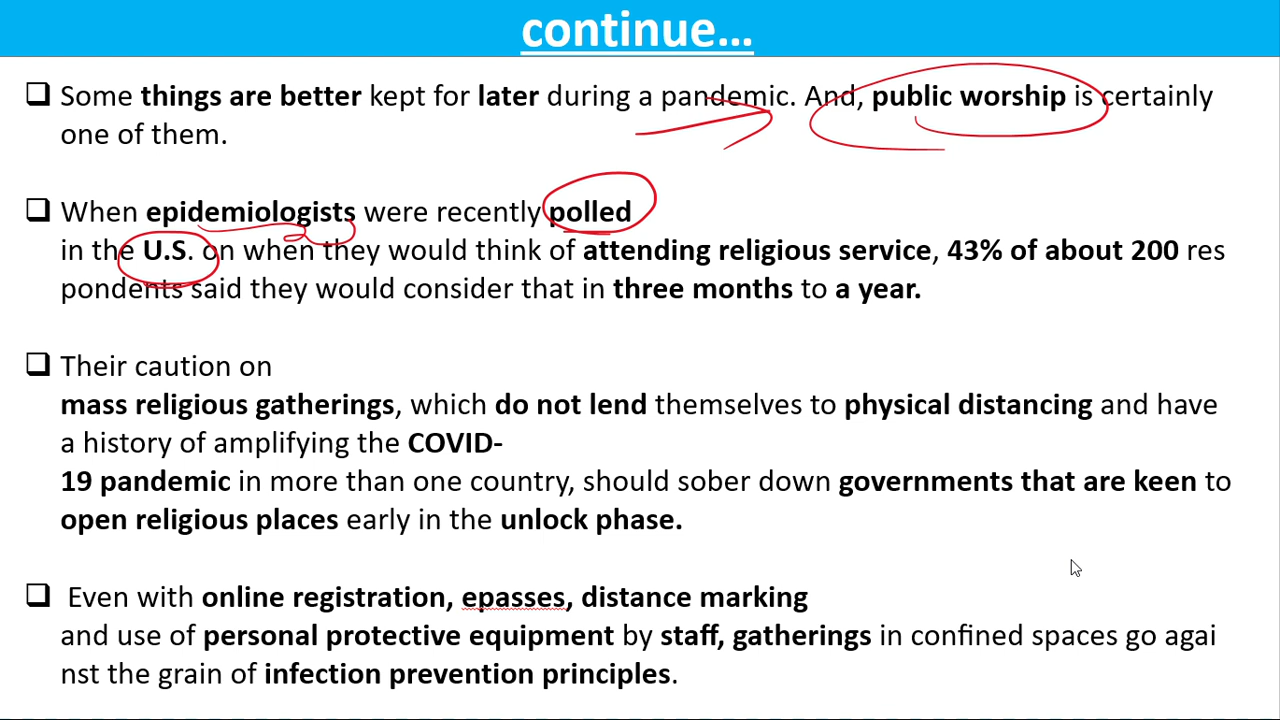 continue...
❑ Some things are better kept for later during a pandemic. And, public worship is certainly
one of them.
❑ When epidemiologists were recently polled
in the U.S. on when they would think of attending religious service, 43% of about 200 res
pondents said they would consider that in three months to a year.
❑ Their caution on
mass religious gatherings, which do not lend themselves to physical distancing and have
a history of amplifying the COVID-
19 pandemic in more than one country, should sober down governments that are keen to
open religious places early in the unlock phase.
❑ Even with online registration, epasses, distance marking
and use of personal protective equipment by staff, gatherings in confined spaces go agai
nst the grain of infection prevention principles.